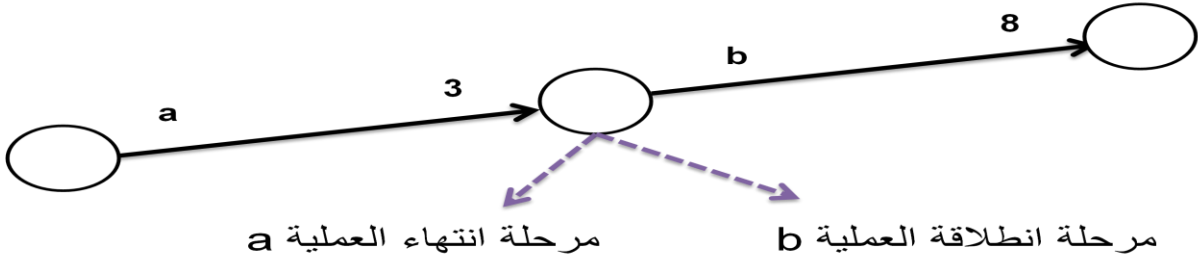 8
b
3
a
مرحلة انطلاقة العملية b
مرحلة انتهاء العملية a